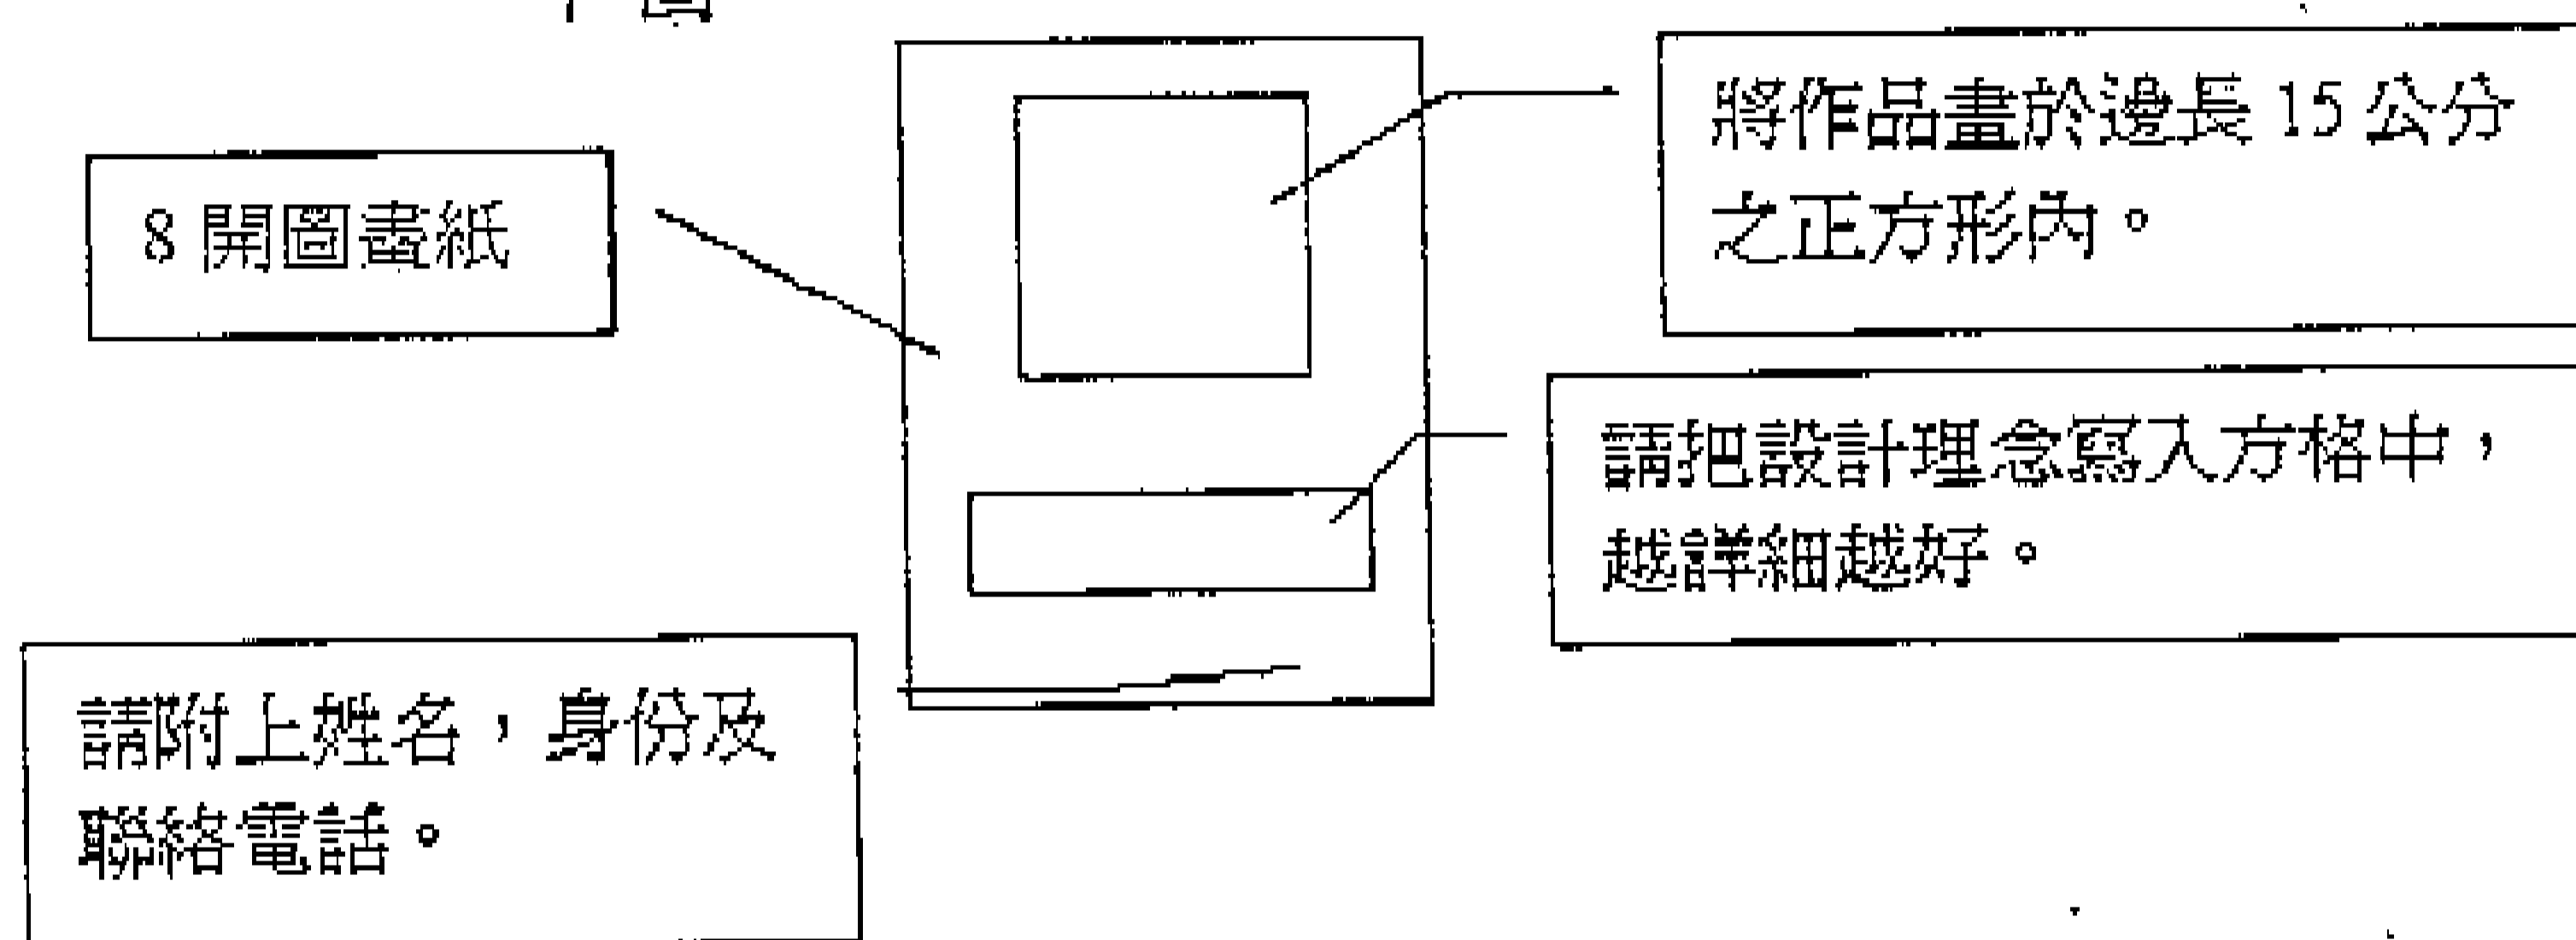 8 開圖畫紙
將作品畫於邊長 15 公分
之正方形內。
請把設計理念寫入方格中，
越詳細越好。
請附上姓名，身份及
聯絡電話。